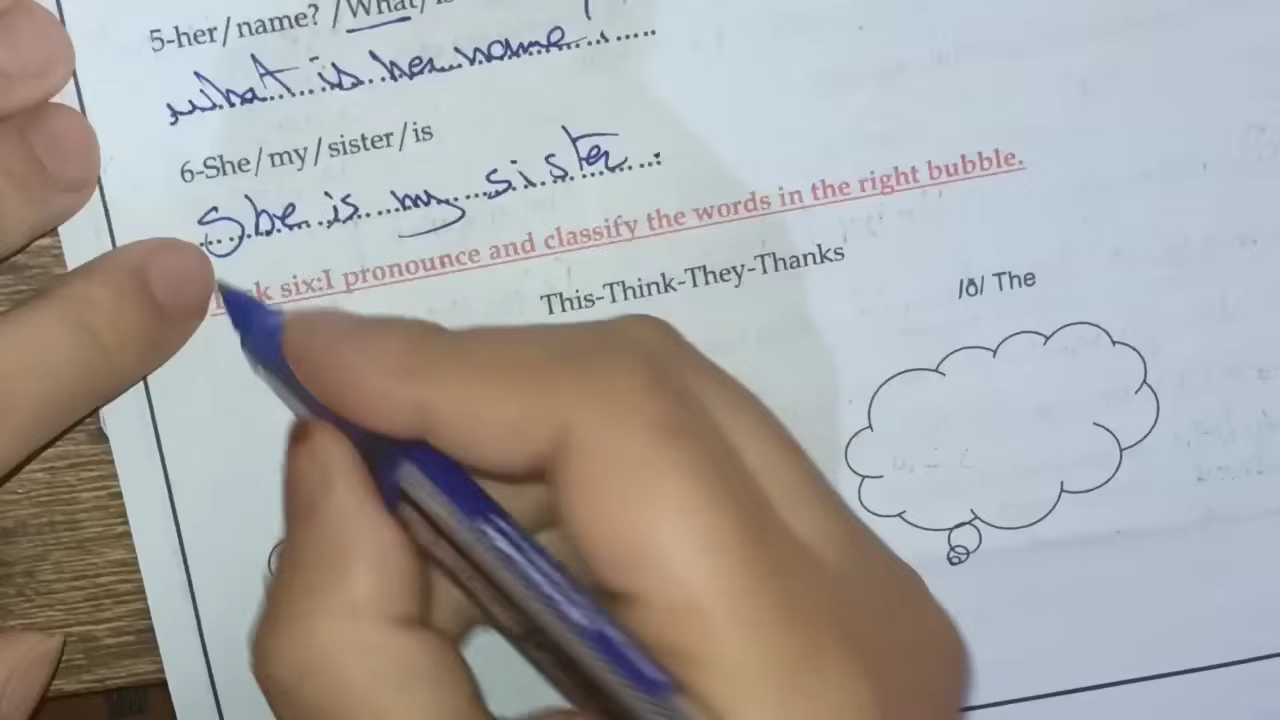 5-her/name? /What/is
what is her name?
6-She/my/sister/is
She is my sister.
six:I pronounce and classify the words in the right bubble.
This-Think-They-Thanks
/ð/ The